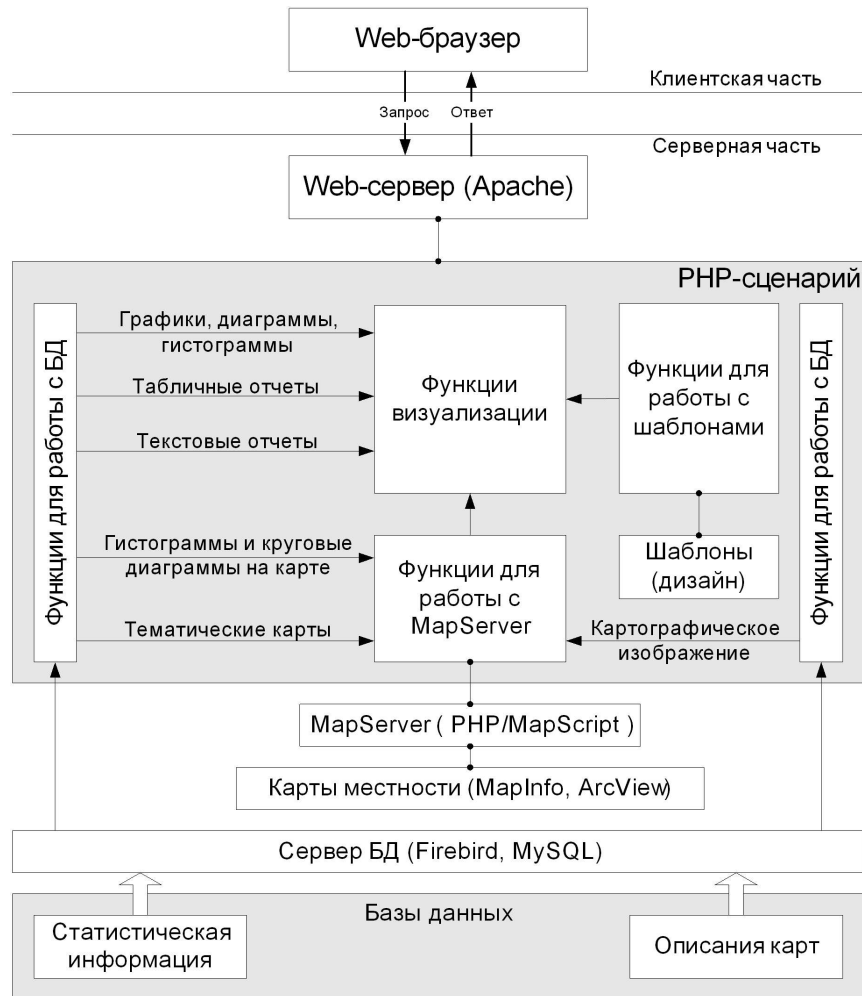 Web-браузер
Клиентская часть
Запрос
Ответ
Серверная часть
Web-сервер (Apache)
PHP-сценарий
Функции для работы с БД
Графики, диаграммы,
гистограммы
Табличные отчеты
Текстовые отчеты
Функции
визуализации
Функции для
работы с
шаблонами
Функции для работы с БД
Шаблоны
(дизайн)
Гистограммы и круговые
диаграммы на карте
Тематические карты
Функции для
работы с
MapServer
Картографическое
изображение
MapServer ( PHP/MapScript )
Карты местности (MapInfo, ArcView)
Сервер БД (Firebird, MySQL)
Базы данных
Статистическая
информация
Описания карт